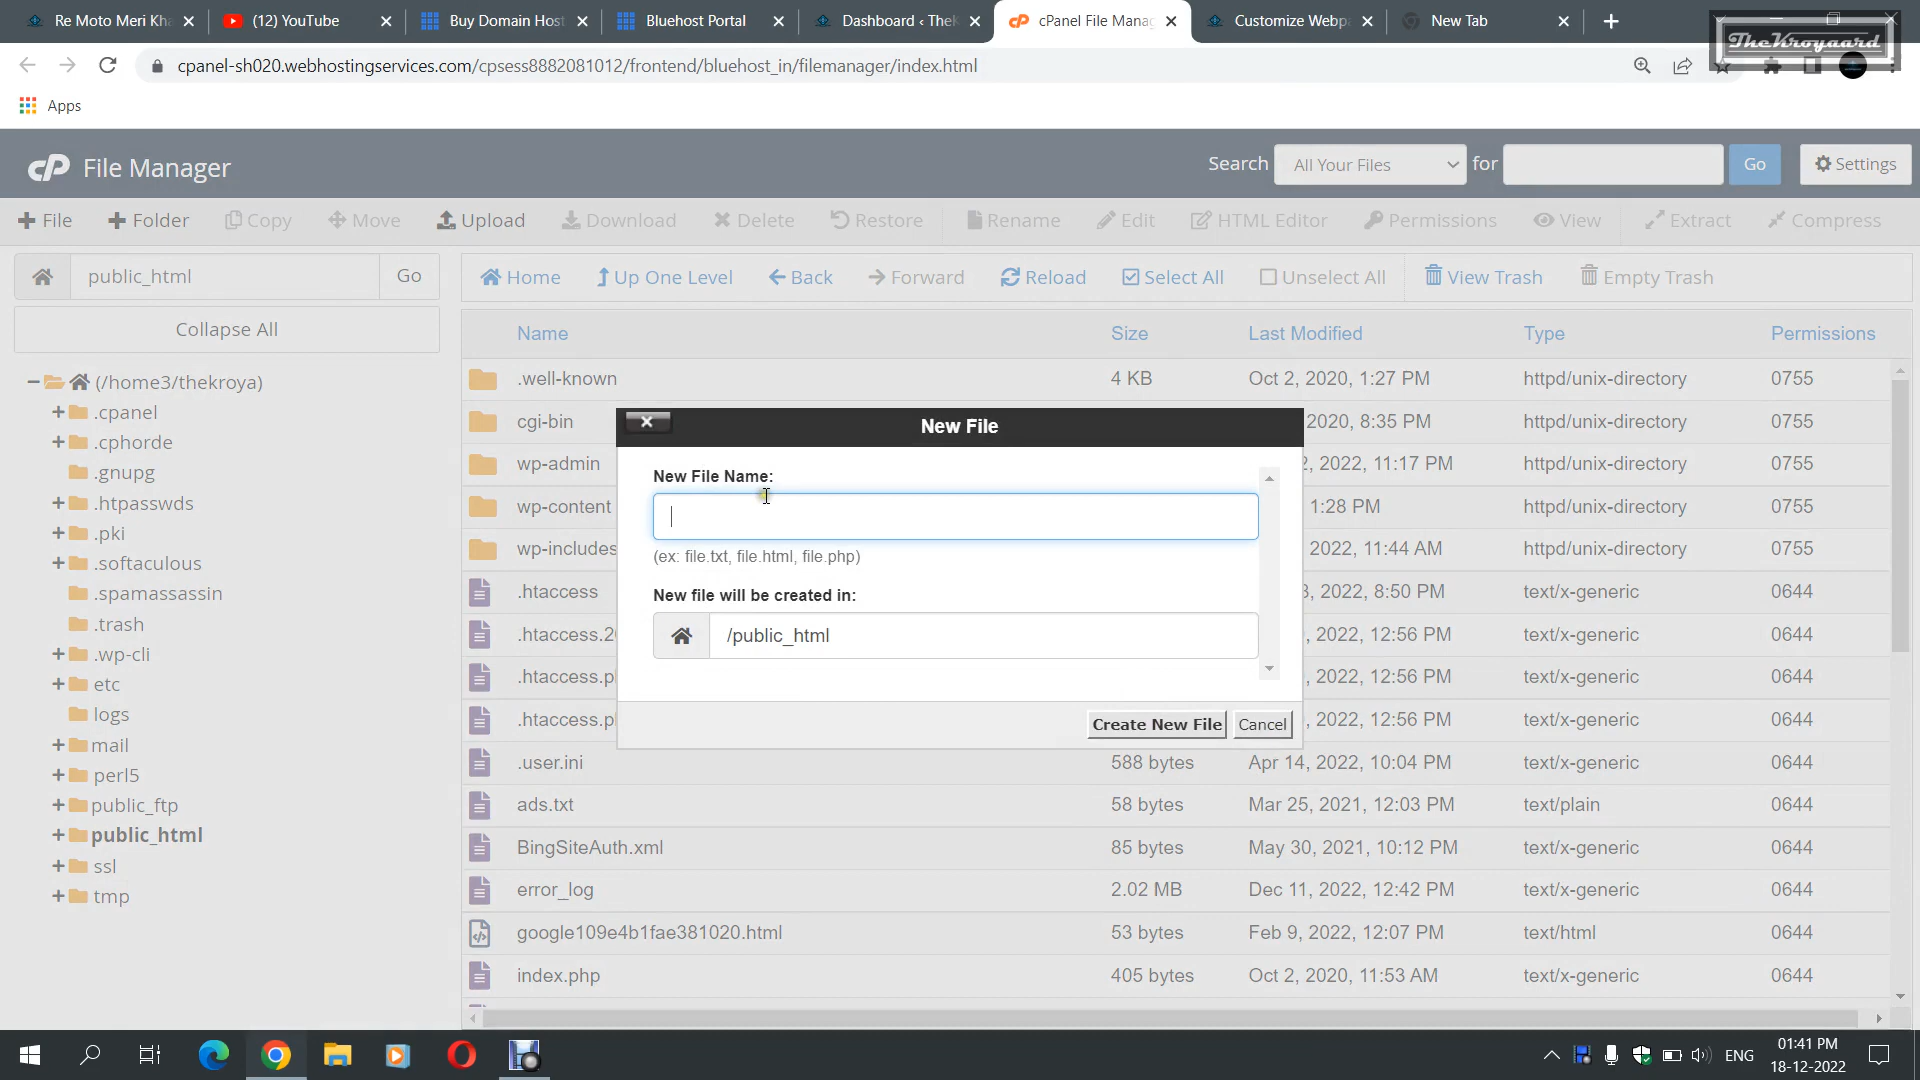 Re Moto Meri Kha
(12) YouTube
Buy Domain Host
Bluehost Portal
Dashboard ‹ TheK
cPanel File Manag
Customize Webp
New Tab
TheKroyaard
cpanel-sh020.webhostingservices.com/cpsess8882081012/frontend/bluehost_in/filemanager/index.html
Apps
cP File Manager
Search All Your Files for Go Settings
File Folder Copy Move Upload Download Delete Restore Rename Edit HTML Editor Permissions View Extract Compress
public_html Go
Home Up One Level Back Forward Reload Select All Unselect All View Trash Empty Trash
Collapse All
(/home3/thekroya)
.cpanel
.cphorde
.gnupg
.htpasswds
.pki
.softaculous
.spamassassin
.trash
.wp-cli
etc
logs
mail
perl5
public_ftp
public_html
ssl
tmp
Name Size Last Modified Type Permissions
.well-known 4 KB Oct 2, 2020, 1:27 PM httpd/unix-directory 0755
cgi-bin 2020, 8:35 PM httpd/unix-directory 0755
wp-admin 2022, 11:17 PM httpd/unix-directory 0755
wp-content 1:28 PM httpd/unix-directory 0755
wp-includes 2022, 11:44 AM httpd/unix-directory 0755
.htaccess , 2022, 8:50 PM text/x-generic 0644
.htaccess.2 , 2022, 12:56 PM text/x-generic 0644
.htaccess.p , 2022, 12:56 PM text/x-generic 0644
.htaccess.p , 2022, 12:56 PM text/x-generic 0644
.user.ini 588 bytes Apr 14, 2022, 10:04 PM text/x-generic 0644
ads.txt 58 bytes Mar 25, 2021, 12:03 PM text/plain 0644
BingSiteAuth.xml 85 bytes May 30, 2021, 10:12 PM text/x-generic 0644
error_log 2.02 MB Dec 11, 2022, 12:42 PM text/x-generic 0644
google109e4b1fae381020.html 53 bytes Feb 9, 2022, 12:07 PM text/html 0644
index.php 405 bytes Oct 2, 2020, 11:53 AM text/x-generic 0644
New File
New File Name:
(ex: file.txt, file.html, file.php)
New file will be created in:
/public_html
Create New File Cancel
ENG
01:41 PM
18-12-2022